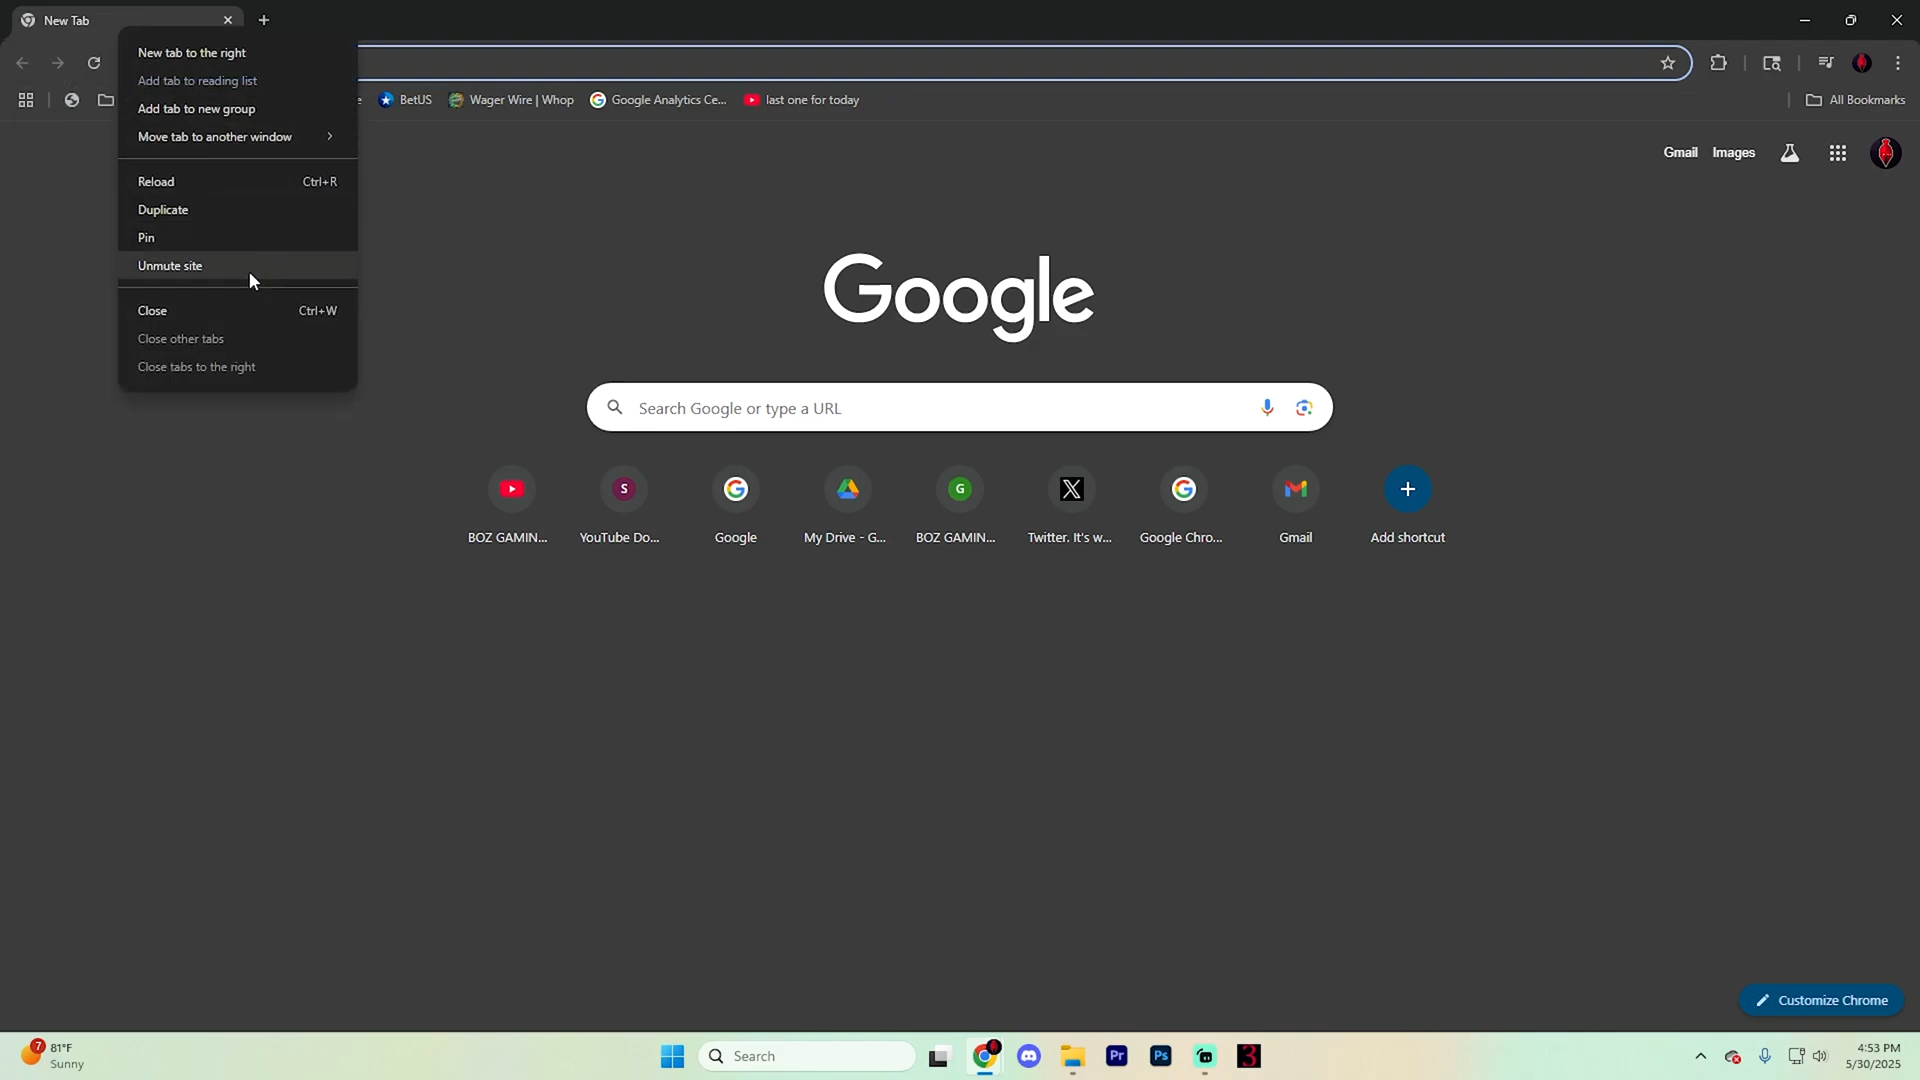 New Tab
New tab to the right
Add tab to reading list
Add tab to new group
Move tab to another window
Reload Ctrl+R
Duplicate
Pin
Unmute site
Close Ctrl+W
Close other tabs
Close tabs to the right
e BetUS Wager Wire | Whop Google Analytics Ce... last one for today All Bookmarks
Gmail Images
Google
Search Google or type a URL
S G
BOZ GAMIN... YouTube Do... Google My Drive - G... BOZ GAMIN... Twitter. It's w... Google Chro... Gmail Add shortcut
Customize Chrome
7 81°F
Sunny
Search
Pr Ps 3
4:53 PM
5/30/2025